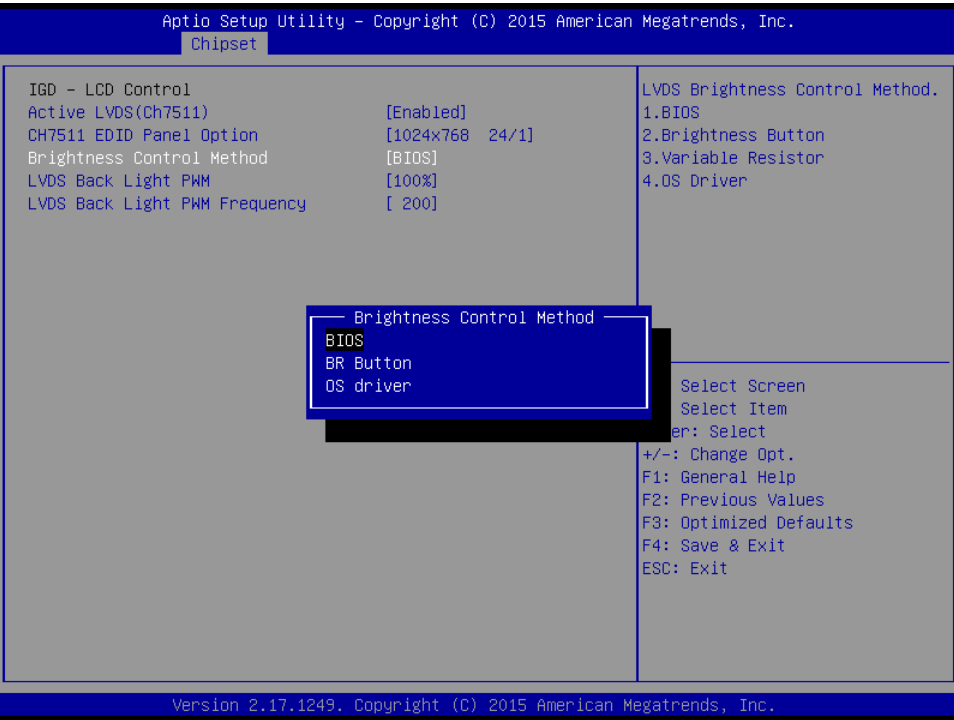 Aptio Setup Utility – Copyright (C) 2015 American Megatrends, Inc.
Chipset
IGD – LCD Control
Active LVDS(Ch7511) [Enabled]
CH7511 EDID Panel Option [1024x768 24/1]
Brightness Control Method [BIOS]
LVDS Back Light PWM [100%]
LVDS Back Light PWM Frequency [ 200]
LVDS Brightness Control Method.
1.BIOS
2.Brightness Button
3.Variable Resistor
4.OS Driver
Brightness Control Method
BIOS
BR Button
OS driver
Select Screen
Select Item
er: Select
+/-: Change Opt.
F1: General Help
F2: Previous Values
F3: Optimized Defaults
F4: Save & Exit
ESC: Exit
Version 2.17.1249. Copyright (C) 2015 American Megatrends, Inc.